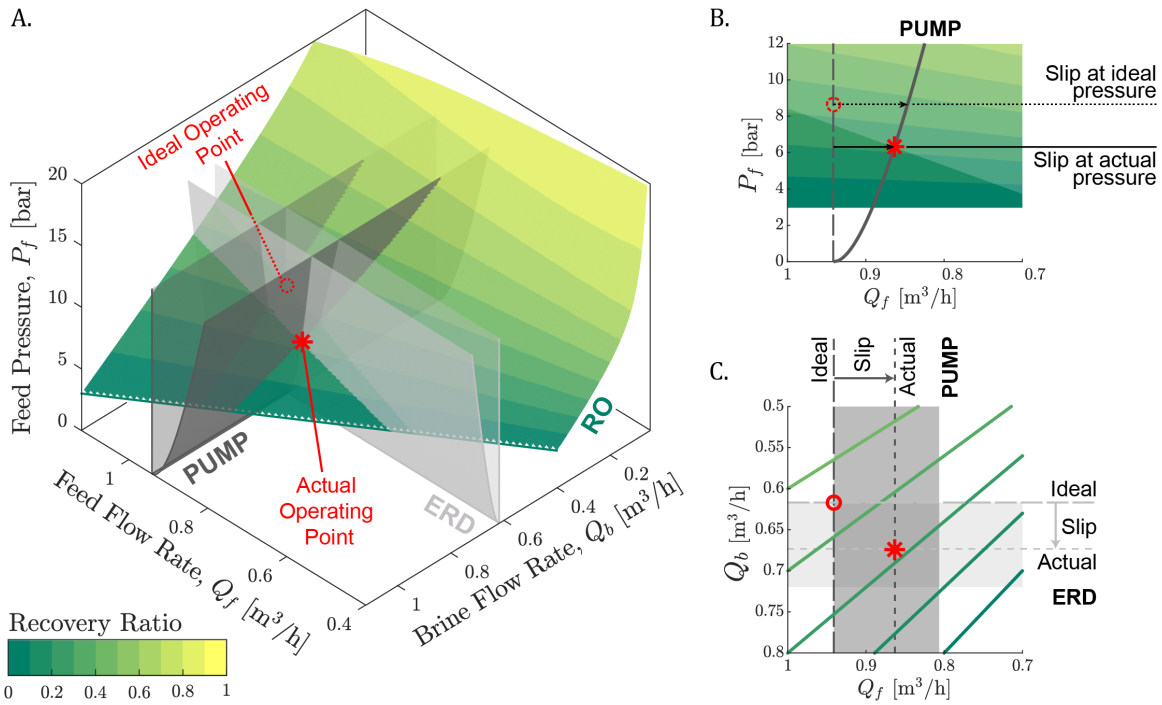 A.
Ideal Operating
Point
Feed Pressure, P_f [bar]
20
15
10
5
0
PUMP
ERD
RO
Actual
Operating
Point
1
0.8
0.6
0.4
Feed Flow Rate, Q_f [m³/h]
1
0.8
0.6
0.4
0.2
Brine Flow Rate, Q_b [m³/h]
Recovery Ratio
0 0.2 0.4 0.6 0.8 1
B.
PUMP
12
10
8
6
4
2
0
P_f [bar]
Slip at ideal
pressure
Slip at actual
pressure
1 0.9 0.8 0.7
Q_f [m³/h]
C.
Ideal
Slip
Actual
PUMP
0.5
0.55
0.6
0.65
0.7
0.75
0.8
Q_b [m³/h]
Ideal
Slip
Actual
ERD
1 0.9 0.8 0.7
Q_f [m³/h]